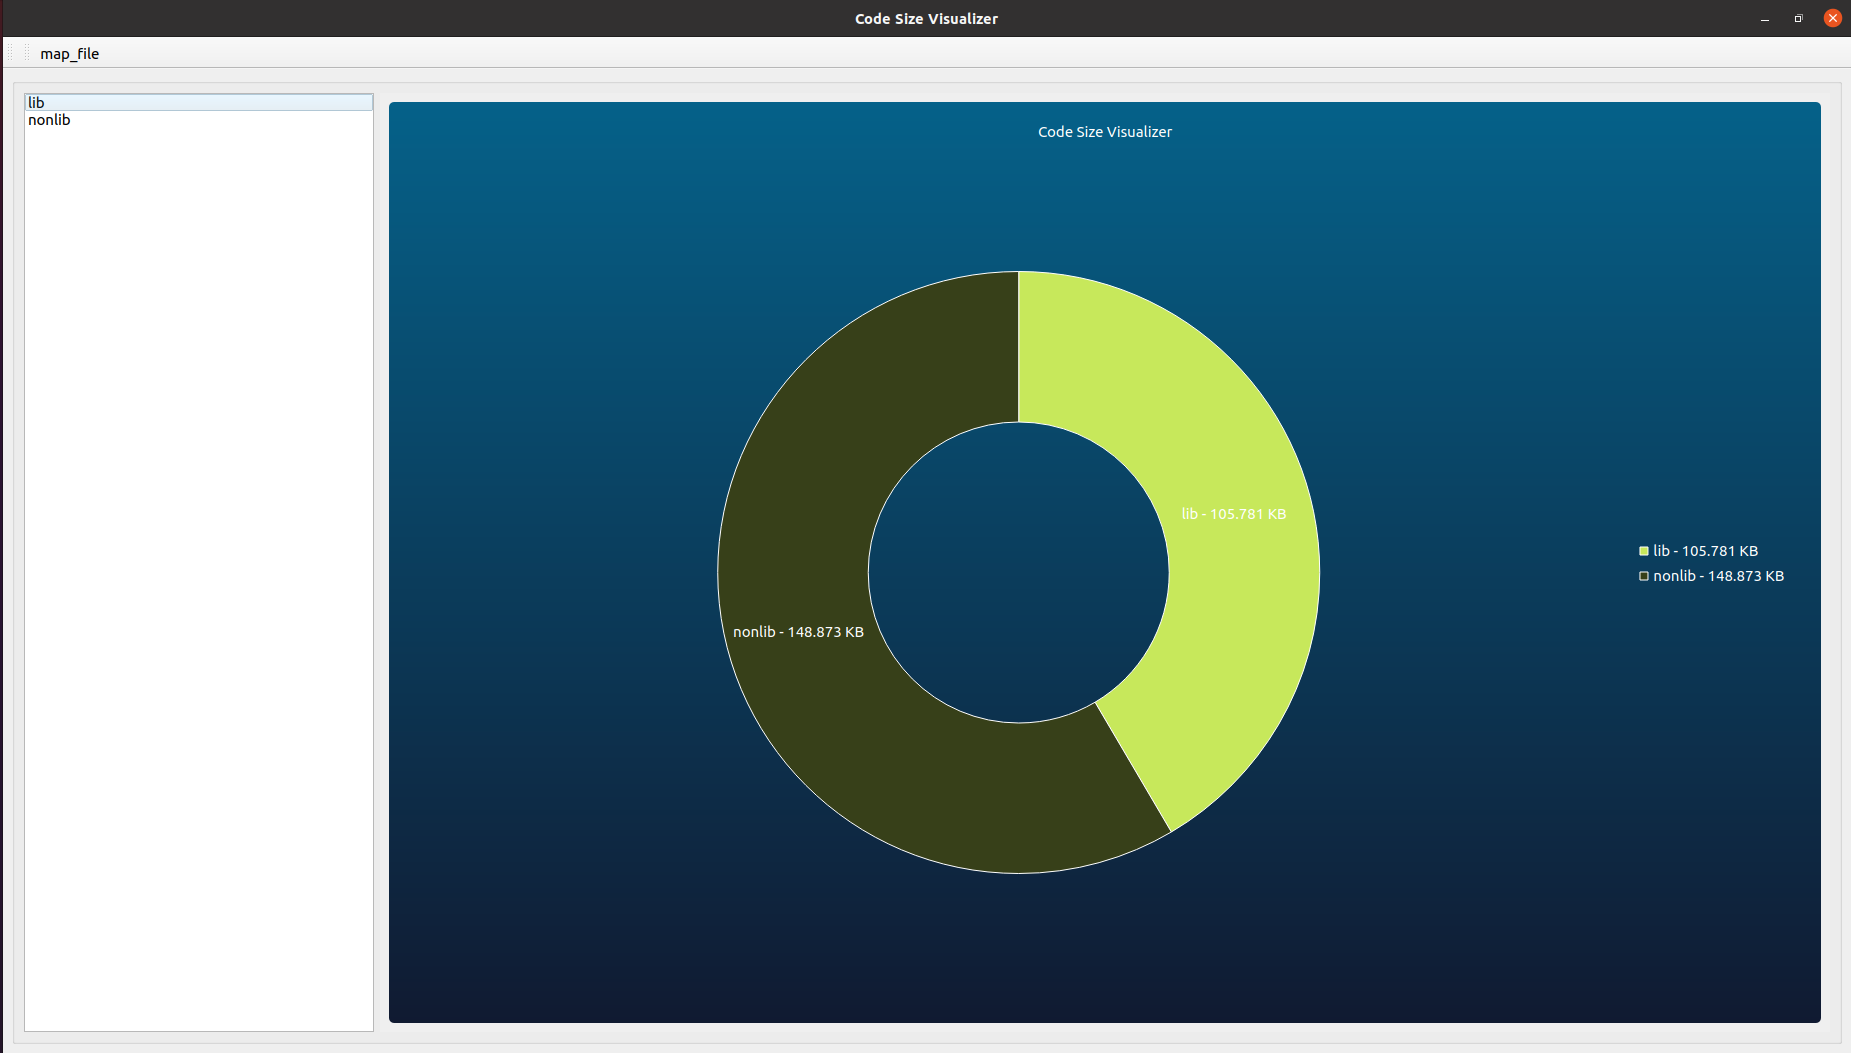 Code Size Visualizer
map_file
lib
nonlib
Code Size Visualizer
lib - 105.781 KB
nonlib - 148.873 KB
lib - 105.781 KB
nonlib - 148.873 KB